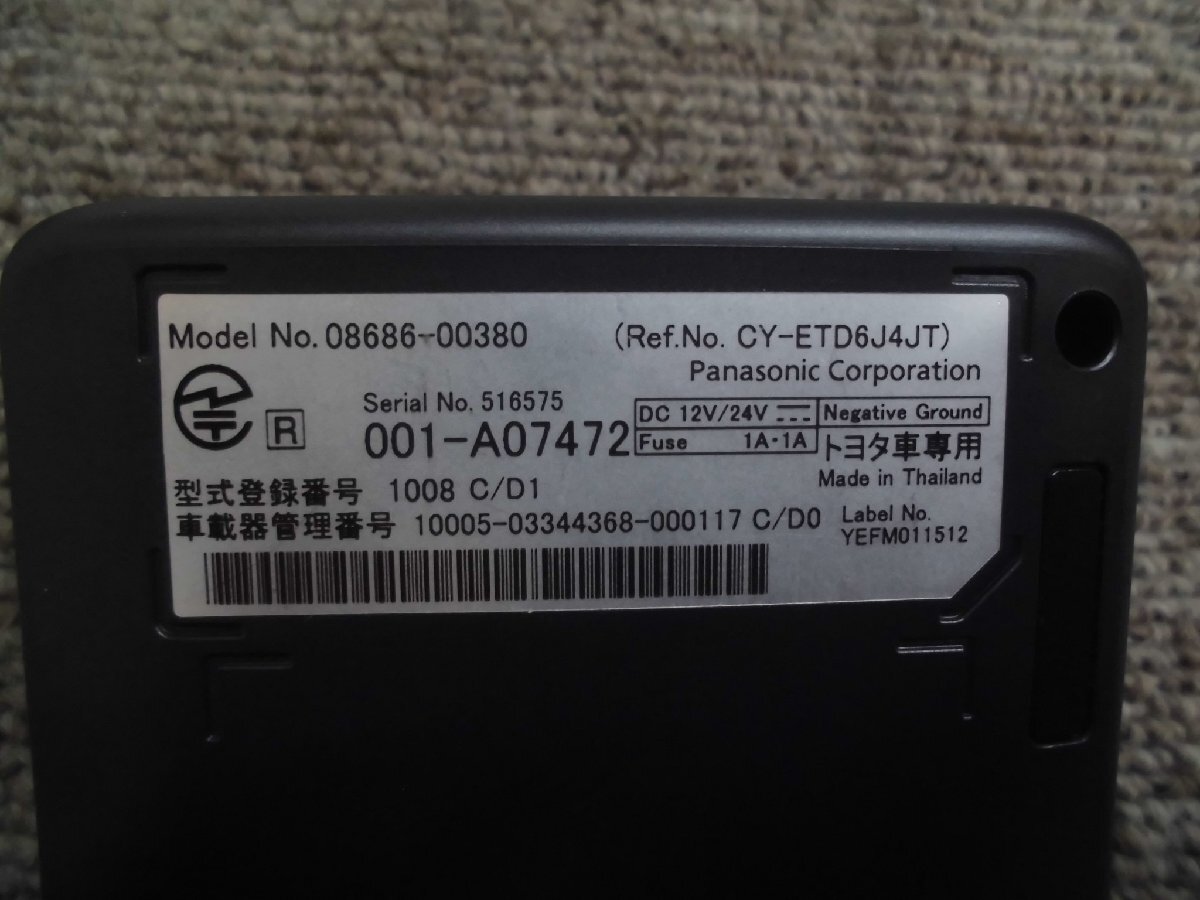 Model No. 08686-00380 (Ref.No. CY-ETD6J4JT)
Panasonic Corporation
R
Serial No. 516575
001-A07472
DC 12V/24V Negative Ground
Fuse 1A・1A
トヨタ車専用
Made in Thailand
型式登録番号 1008 C/D1
車載器管理番号 10005-03344368-000117 C/D0
Label No.
YEFM011512